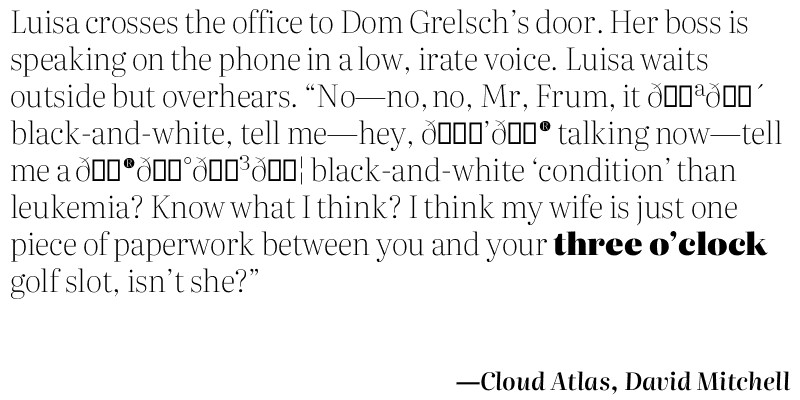 Luisa crosses the office to Dom Grelsch’s door. Her boss is
speaking on the phone in a low, irate voice. Luisa waits
outside but overhears. “No—no, no, Mr, Frum, it ð▯▯ªð▯▯´
black-and-white, tell me—hey, ð▯▯▯’ð▯▯® talking now—tell
me a ð▯▯®ð▯▯°ð▯▯³ð▯▯¦ black-and-white ‘condition’ than
leukemia? Know what I think? I think my wife is just one
piece of paperwork between you and your three o’clock
golf slot, isn’t she?”
—Cloud Atlas, David Mitchell